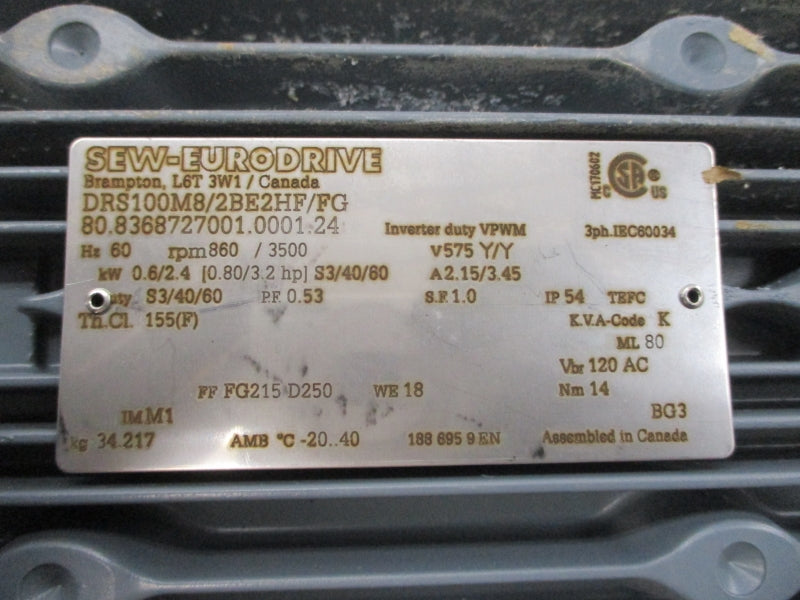 SEW-EURODRIVE
Brampton, L6T 3W1 / Canada
DRS100M8/2BE2HF/FG
80.8368727001.0001.24 Inverter duty VPWM 3ph.IEC60034
MC170602 C SA US
Hz 60 rpm 860 / 3500 V 575 Y/Y
kW 0.6/2.4 [0.80/3.2 hp] S3/40/60 A 2.15/3.45
S3/40/60 P.F. 0.53 S.F. 1.0 IP 54 TEFC
Th.Cl. 155(F) K.V.A-Code K
ML 80
Vbr 120 AC
FF FG215 D250 WE 18 Nm 14
IM M1 BG3
kg 34.217 AMB °C -20..40 188 695 9 EN Assembled in Canada